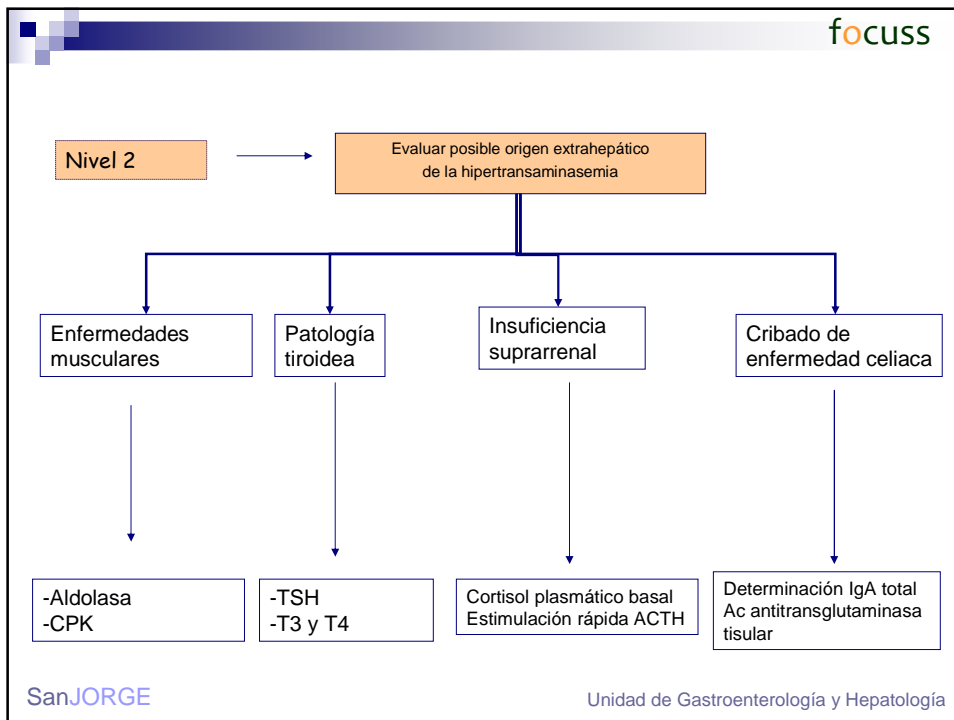 focuss
Nivel 2
Evaluar posible origen extrahepático
de la hipertransaminasemia
Enfermedades
musculares
Patología
tiroidea
Insuficiencia
suprarrenal
Cribado de
enfermedad celiaca
-Aldolasa
-CPK
-TSH
-T3 y T4
Cortisol plasmático basal
Estimulación rápida ACTH
Determinación IgA total
Ac antitransglutaminasa
tisular
SanJORGE
Unidad de Gastroenterología y Hepatología